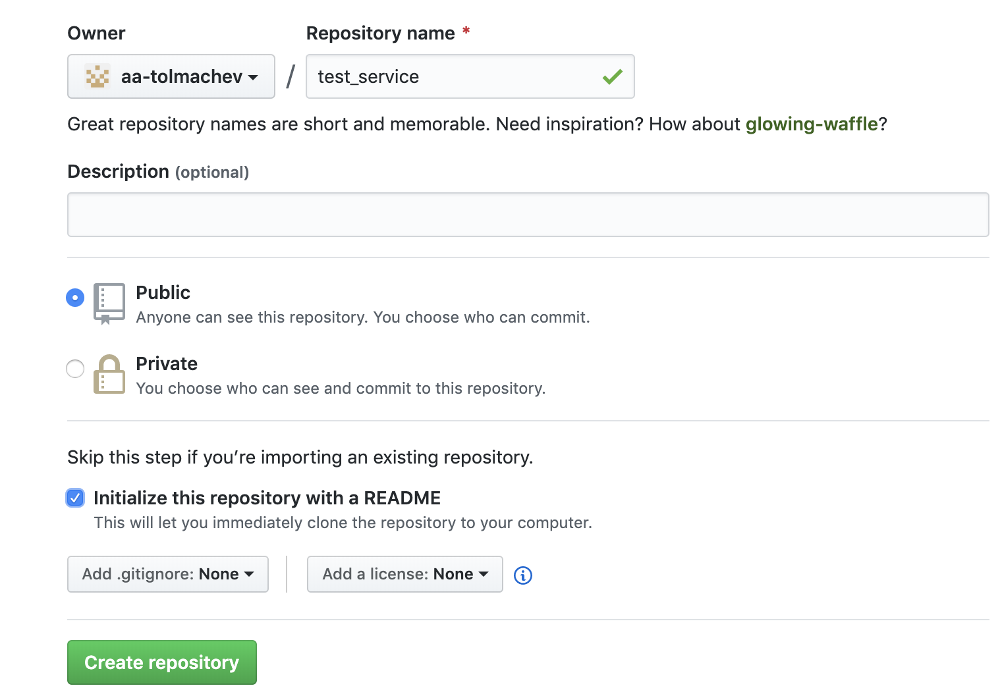 Owner
Repository name *
aa-tolmachev / test_service
Great repository names are short and memorable. Need inspiration? How about glowing-waffle?
Description (optional)
Public
Anyone can see this repository. You choose who can commit.
Private
You choose who can see and commit to this repository.
Skip this step if you’re importing an existing repository.
Initialize this repository with a README
This will let you immediately clone the repository to your computer.
Add .gitignore: None
Add a license: None
Create repository